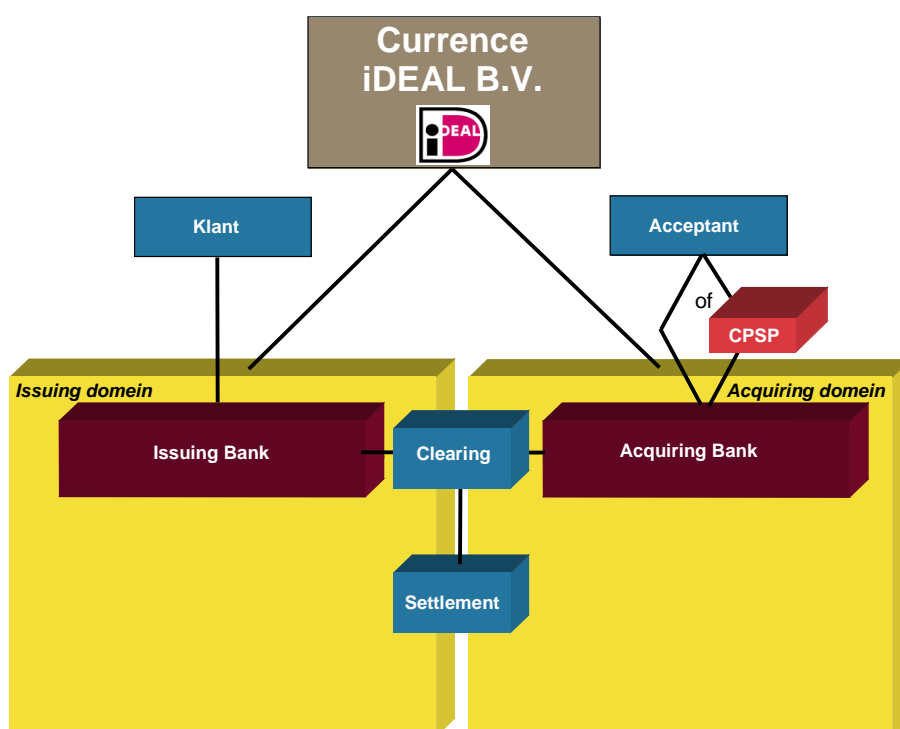 Currence
iDEAL B.V.
iDEAL
Klant
Acceptant
of
CPSP
Issuing domein
Acquiring domein
Issuing Bank
Clearing
Acquiring Bank
Settlement